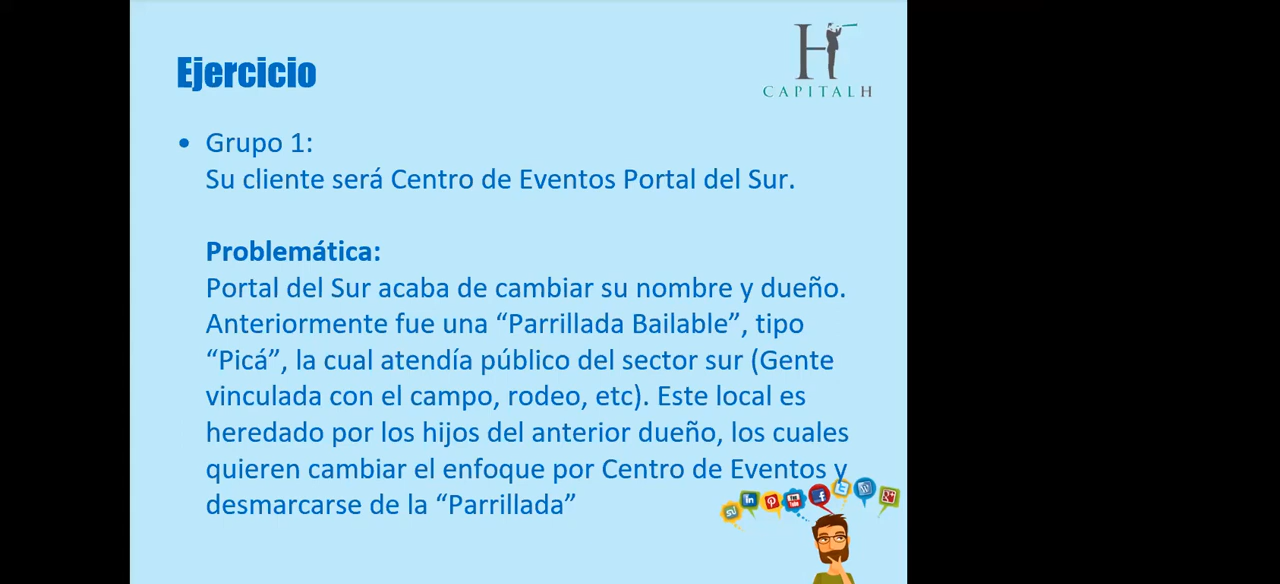 Ejercicio
CAPITALH
• Grupo 1:
Su cliente será Centro de Eventos Portal del Sur.
Problemática:
Portal del Sur acaba de cambiar su nombre y dueño.
Anteriormente fue una “Parrillada Bailable”, tipo
“Picá”, la cual atendía público del sector sur (Gente
vinculada con el campo, rodeo, etc). Este local es
heredado por los hijos del anterior dueño, los cuales
quieren cambiar el enfoque por Centro de Eventos y
desmarcarse de la “Parrillada”